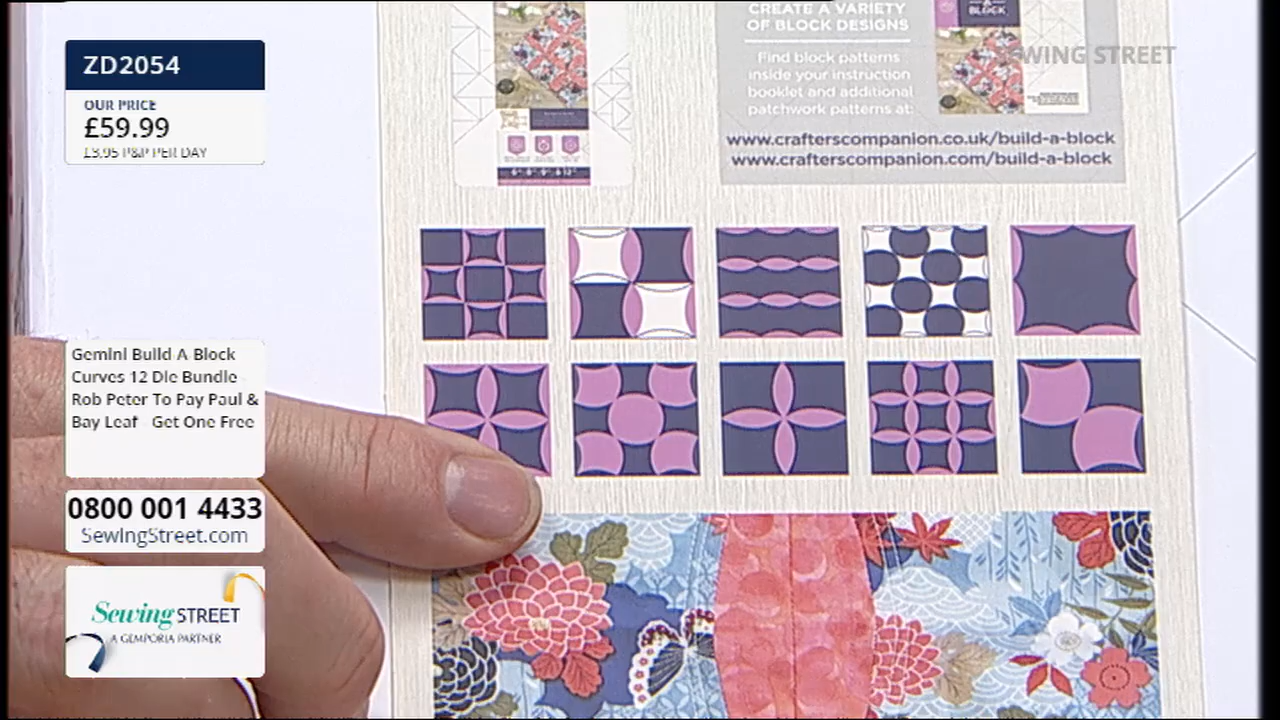 ZD2054
OUR PRICE
£59.99
£3.95 P&P PER DAY
Gemini Build A Block
Curves 12 Die Bundle -
Rob Peter To Pay Paul &
Bay Leaf - Get One Free
0800 001 4433
SewingStreet.com
Sewing STREET
A GEMPORIA PARTNER
CREATE A VARIETY
OF BLOCK DESIGNS
Find block patterns
inside your instruction
booklet and additional
patchwork patterns at:
www.crafterscompanion.co.uk/build-a-block
www.crafterscompanion.com/build-a-block
BLOCK
SEWING STREET